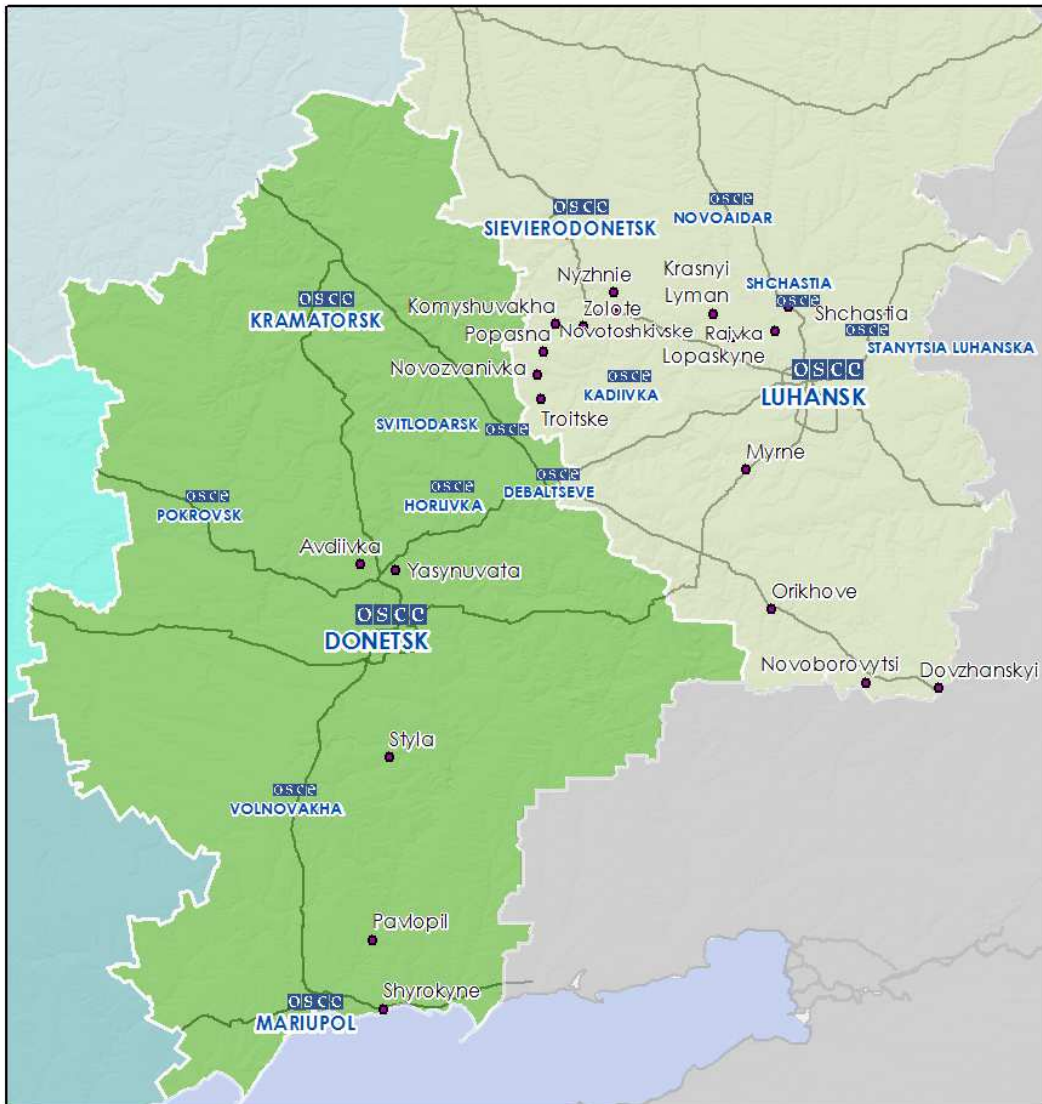 osce
SIEVIERODONETSK
osce
NOVOAIDAR
Nyzhnie
Krasnyi
Lyman
SHCHASTIA
osce
Shchastia
osce
KRAMATORSK
Komyshuvakha
Zolote
Novotoshkivske
Raivka
osce
STANYTSIA LUHANSKA
Popasna
Lopaskyne
Novozvanivka
osce
KADIIVKA
osce
LUHANSK
Troitske
SVITLODARSK
osce
Myrne
osce
DEBALTSEVE
osce
HORLIVKA
osce
POKROVSK
Avdiivka
Yasynuvata
Orikhove
osce
DONETSK
Novoborovytsi
Dovzhanskyi
Styla
osce
VOLNOVAKHA
Pavlopil
Shyrokyne
osce
MARIUPOL